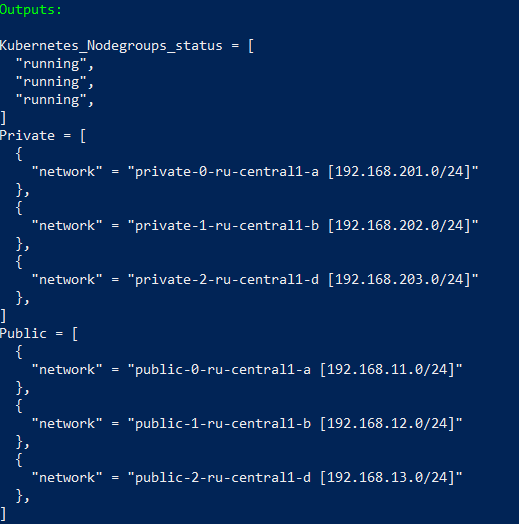 Outputs:
Kubernetes_Nodegroups_status = [
  "running",
  "running",
  "running",
]
Private = [
  {
    "network" = "private-0-ru-central1-a [192.168.201.0/24]"
  },
  {
    "network" = "private-1-ru-central1-b [192.168.202.0/24]"
  },
  {
    "network" = "private-2-ru-central1-d [192.168.203.0/24]"
  },
]
Public = [
  {
    "network" = "public-0-ru-central1-a [192.168.11.0/24]"
  },
  {
    "network" = "public-1-ru-central1-b [192.168.12.0/24]"
  },
  {
    "network" = "public-2-ru-central1-d [192.168.13.0/24]"
  },
]